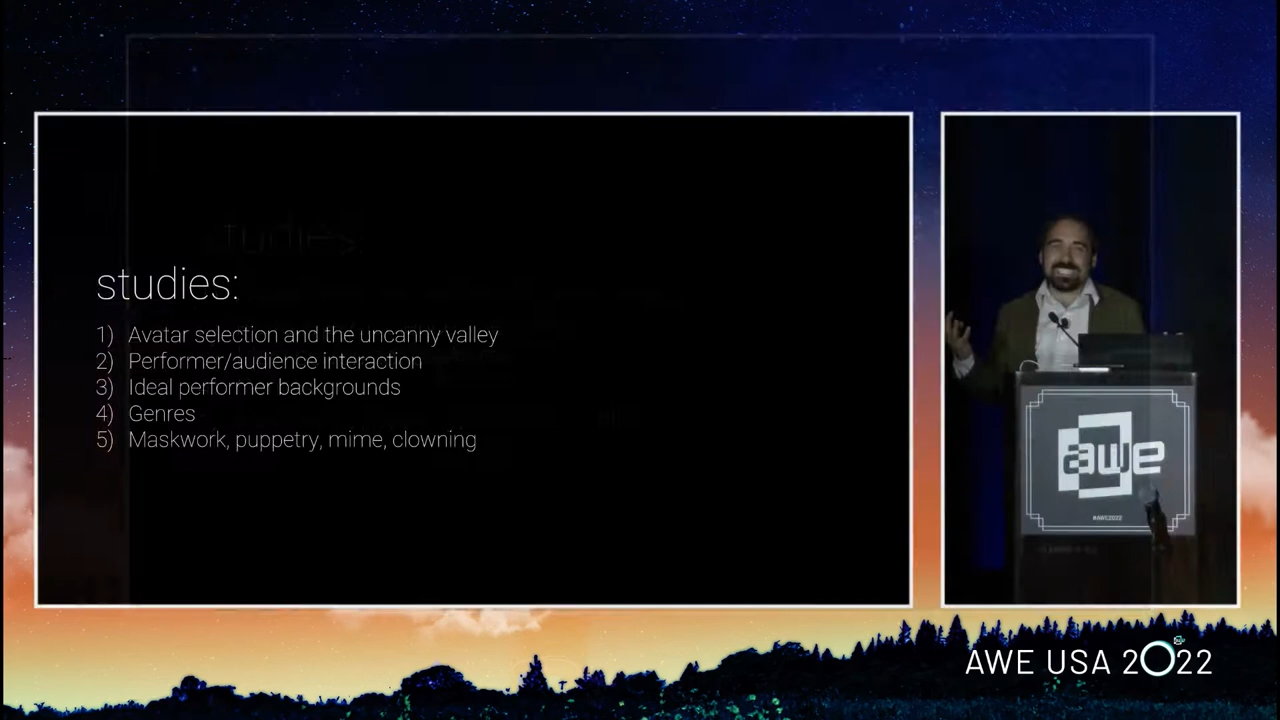 studies:
1) Avatar selection and the uncanny valley
2) Performer/audience interaction
3) Ideal performer backgrounds
4) Genres
5) Maskwork, puppetry, mime, clowning
awe
#AWE2022
AWE USA 2022